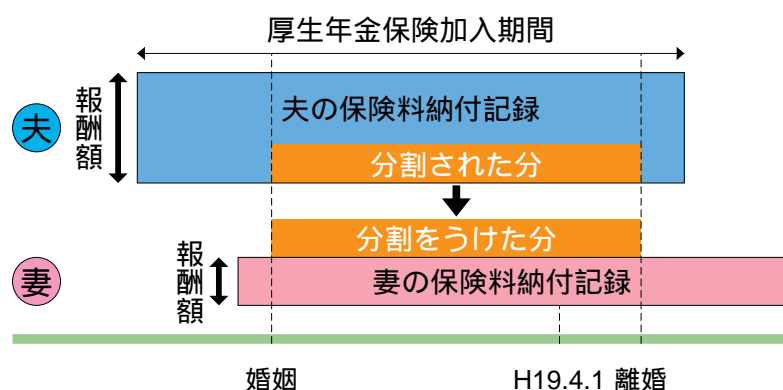 厚生年金保険加入期間
報酬額
夫
夫の保険料納付記録
分割された分
分割をうけた分
報酬額
妻
妻の保険料納付記録
婚姻
H19.4.1 離婚